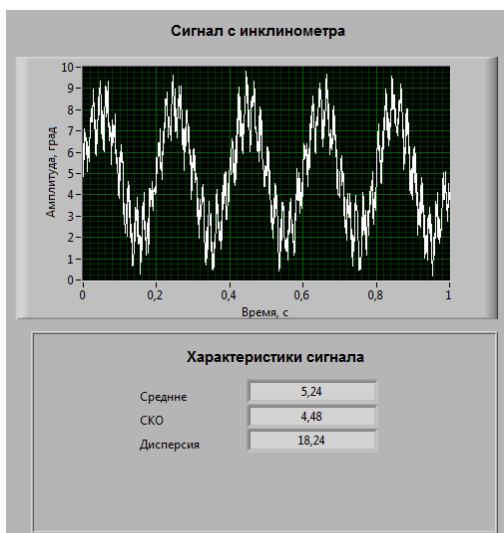 Сигнал с инклинометра
Амплитуда, град
10
9
8
7
6
5
4
3
2
1
0
0 0,2 0,4 0,6 0,8 1
Время, с
Характеристики сигнала
Средние 5,24
СКО 4,48
Дисперсия 18,24